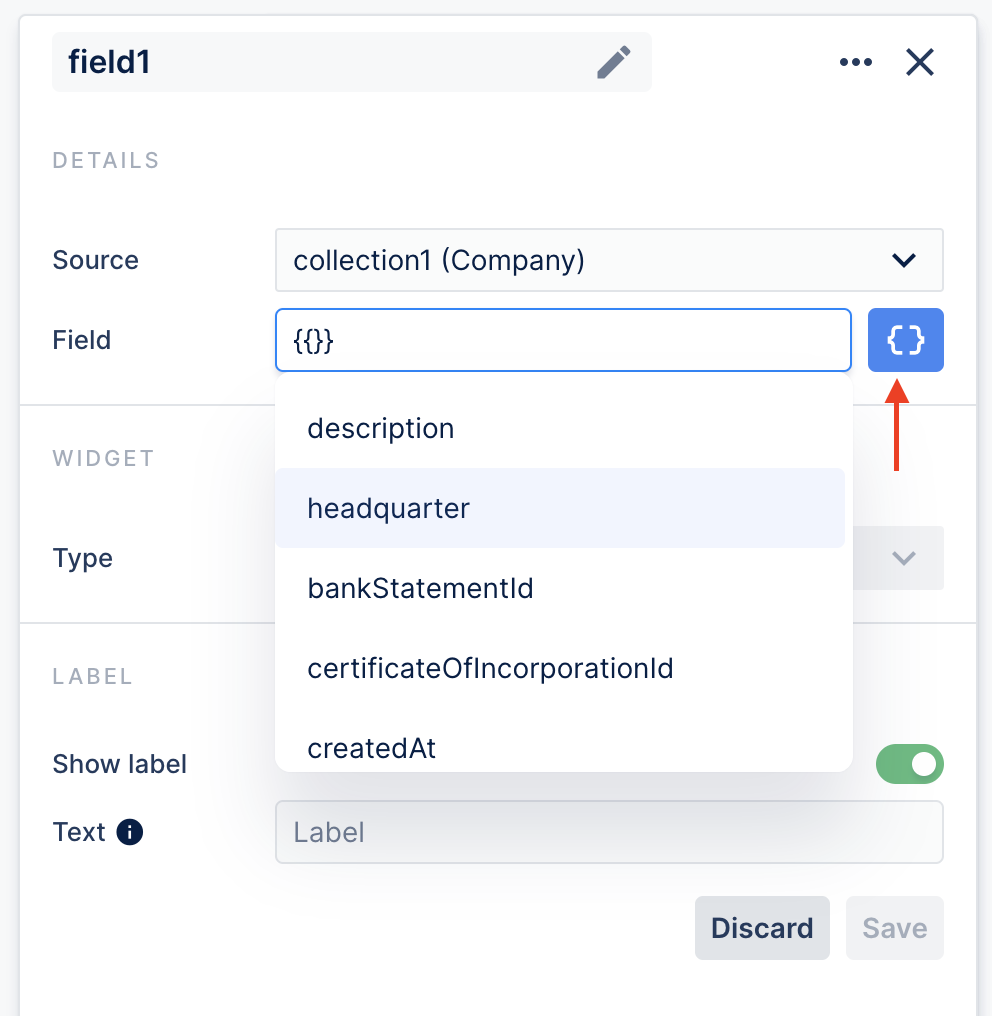 field1
DETAILS
Source
collection1 (Company)
Field
{{}}
{}
description
WIDGET
headquarter
Type
bankStatementId
certificateOfIncorporationId
LABEL
createdAt
Show label
Text
Label
Discard
Save